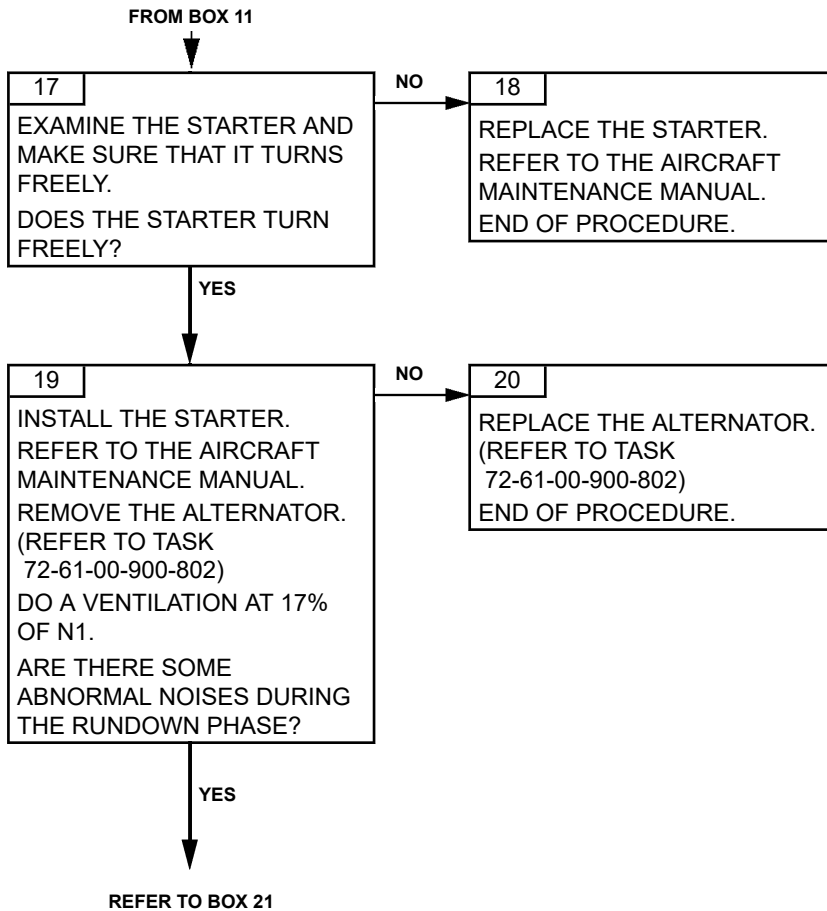 FROM BOX 11
17
EXAMINE THE STARTER AND
MAKE SURE THAT IT TURNS
FREELY.
DOES THE STARTER TURN
FREELY?
NO
18
REPLACE THE STARTER.
REFER TO THE AIRCRAFT
MAINTENANCE MANUAL.
END OF PROCEDURE.
YES
19
INSTALL THE STARTER.
REFER TO THE AIRCRAFT
MAINTENANCE MANUAL.
REMOVE THE ALTERNATOR.
(REFER TO TASK
72-61-00-900-802)
DO A VENTILATION AT 17%
OF N1.
ARE THERE SOME
ABNORMAL NOISES DURING
THE RUNDOWN PHASE?
NO
20
REPLACE THE ALTERNATOR.
(REFER TO TASK
72-61-00-900-802)
END OF PROCEDURE.
YES
REFER TO BOX 21